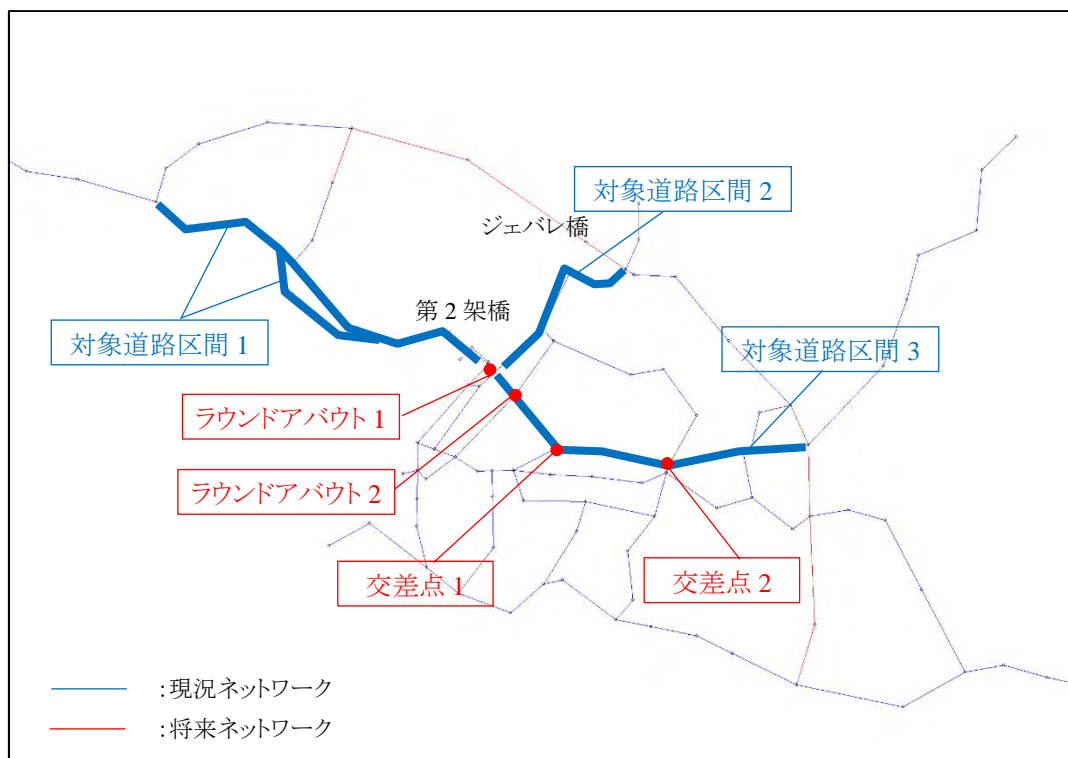 対象道路区間 2
ジェバレ橋
第 2 架橋
対象道路区間 1
対象道路区間 3
ラウンドアバウト 1
ラウンドアバウト 2
交差点 1
交差点 2
:現況ネットワーク
:将来ネットワーク